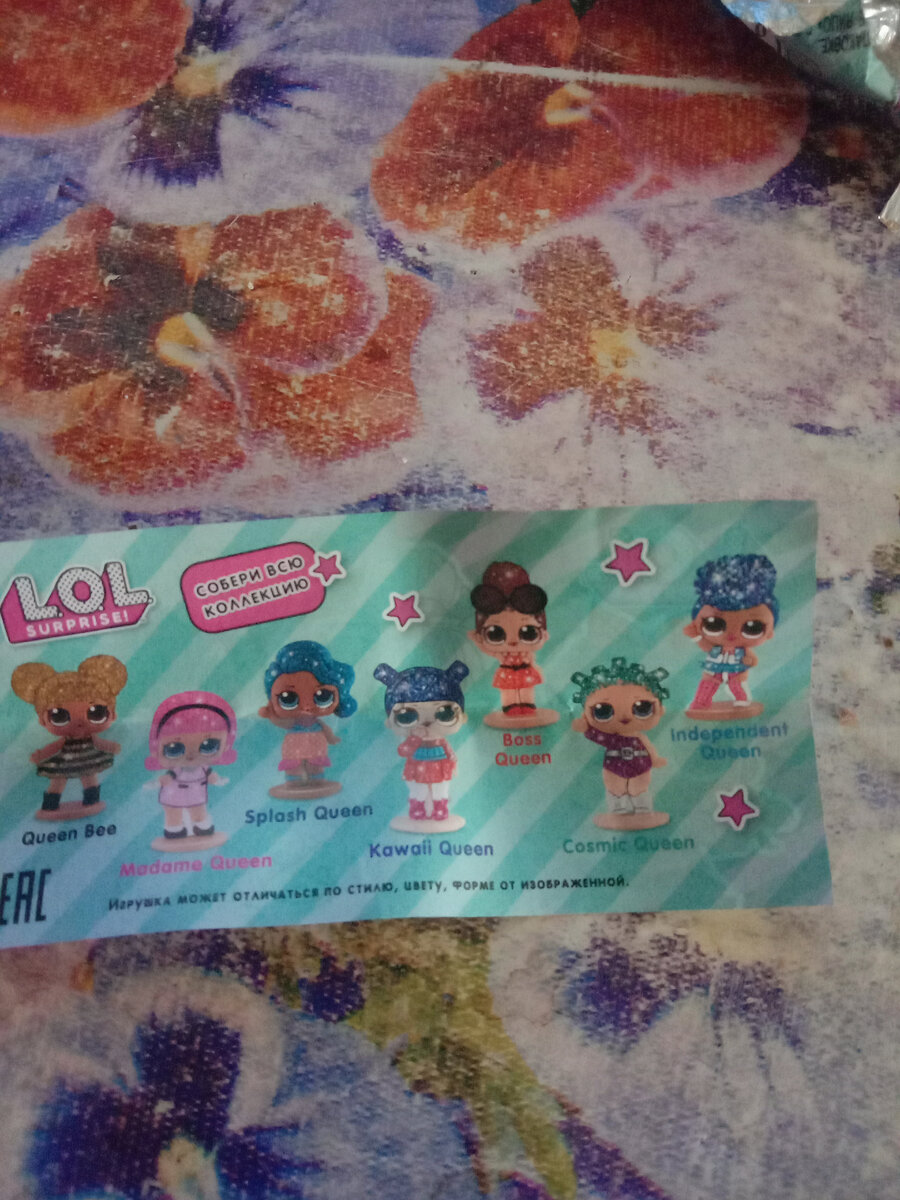 L.O.L.
SURPRISE!
СОБЕРИ ВСЮ
КОЛЛЕКЦИЮ
Queen Bee
Madame Queen
Splash Queen
Kawaii Queen
Boss
Queen
Cosmic Queen
Independent
Queen
EAC
ИГРУШКА МОЖЕТ ОТЛИЧАТЬСЯ ПО СТИЛЮ, ЦВЕТУ, ФОРМЕ ОТ ИЗОБРАЖЕННОЙ.